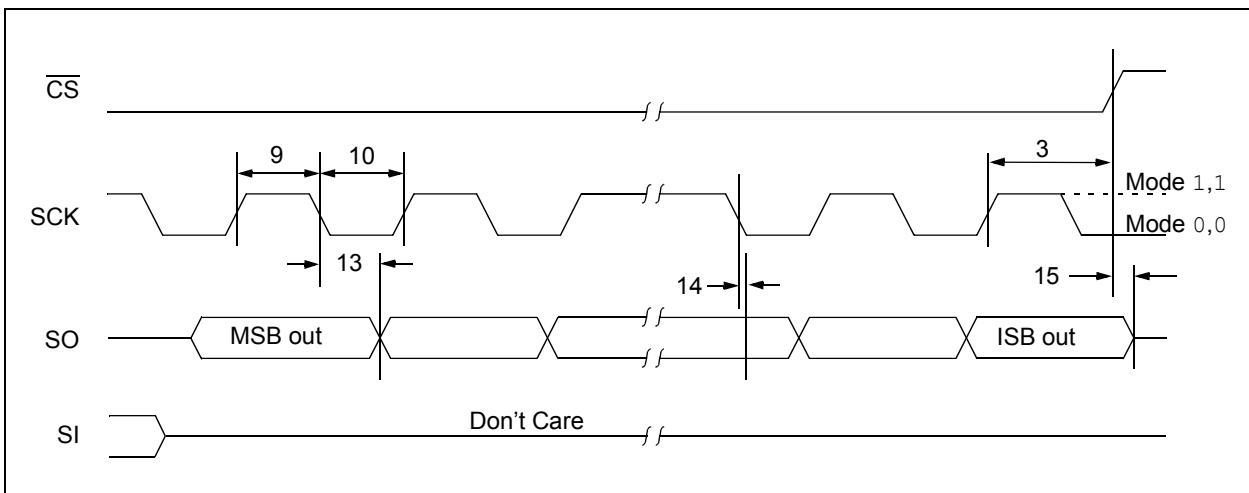 CS
9
10
3
SCK
Mode 1,1
Mode 0,0
13
14
15
SO
MSB out
ISB out
SI
Don't Care